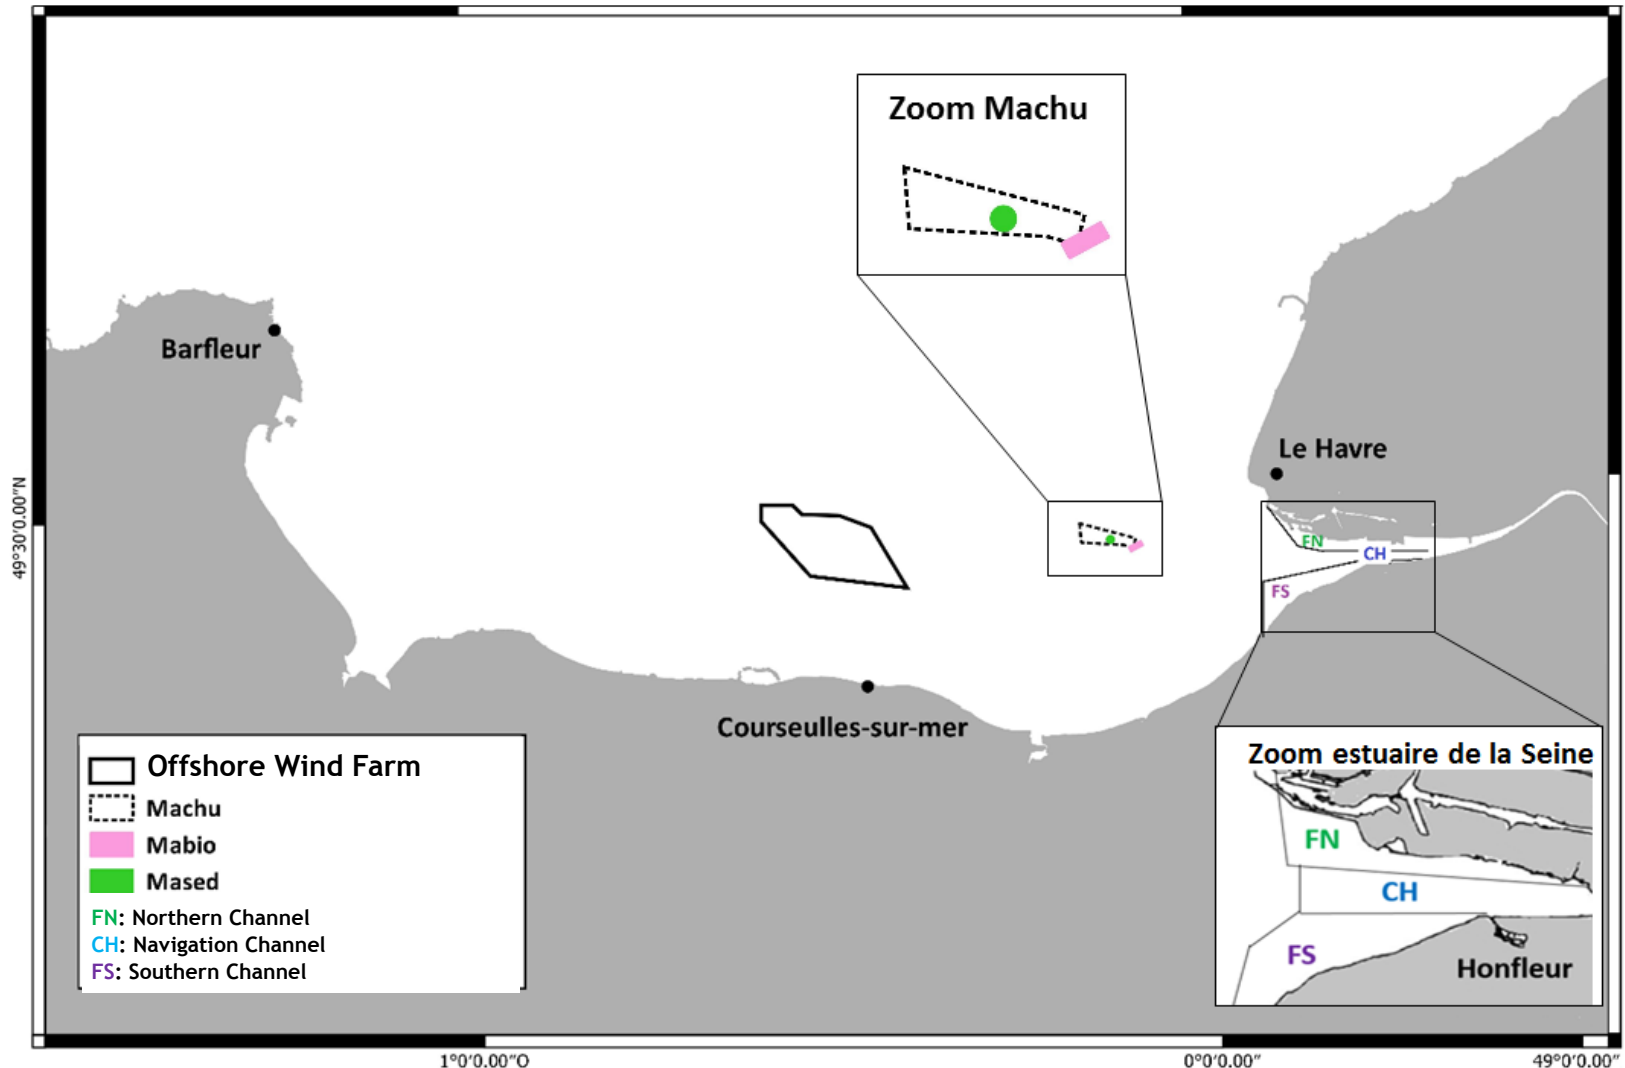 Zoom Machu
Barfleur
Le Havre
49°30'0.00"N
FN
CH
FS
Courseulles-sur-mer
Zoom estuaire de la Seine
FN
CH
FS
Honfleur
Offshore Wind Farm
Machu
Mabio
Mased
FN: Northern Channel
CH: Navigation Channel
FS: Southern Channel
1°0'0.00"O
0°0'0.00"
49°0'0.00"